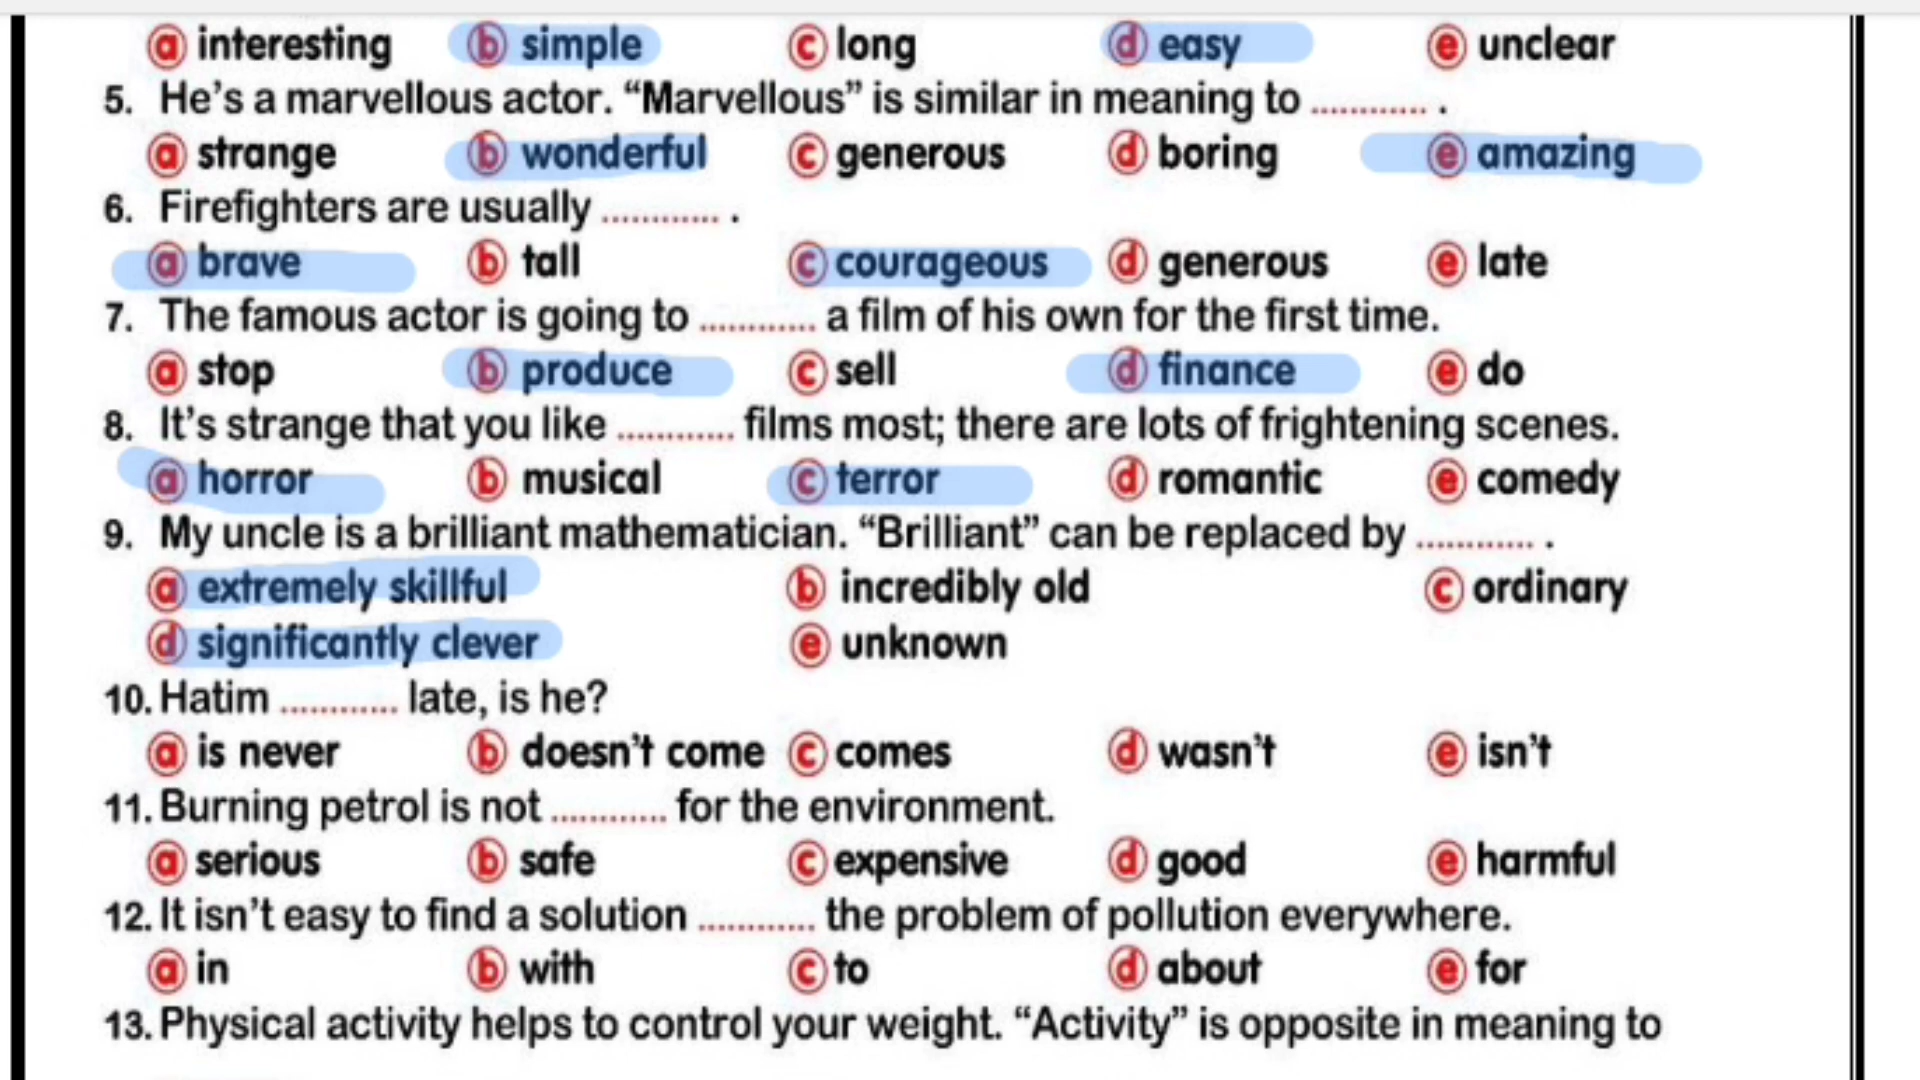 a interesting b simple c long d easy e unclear
5. He's a marvellous actor. “Marvellous” is similar in meaning to ............ .
a strange b wonderful c generous d boring e amazing
6. Firefighters are usually ............ .
a brave b tall c courageous d generous e late
7. The famous actor is going to ............ a film of his own for the first time.
a stop b produce c sell d finance e do
8. It's strange that you like ............ films most; there are lots of frightening scenes.
a horror b musical c terror d romantic e comedy
9. My uncle is a brilliant mathematician. “Brilliant” can be replaced by ............ .
a extremely skillful b incredibly old c ordinary
d significantly clever e unknown
10. Hatim ............ late, is he?
a is never b doesn't come c comes d wasn't e isn't
11. Burning petrol is not ............ for the environment.
a serious b safe c expensive d good e harmful
12. It isn't easy to find a solution ............ the problem of pollution everywhere.
a in b with c to d about e for
13. Physical activity helps to control your weight. “Activity” is opposite in meaning to